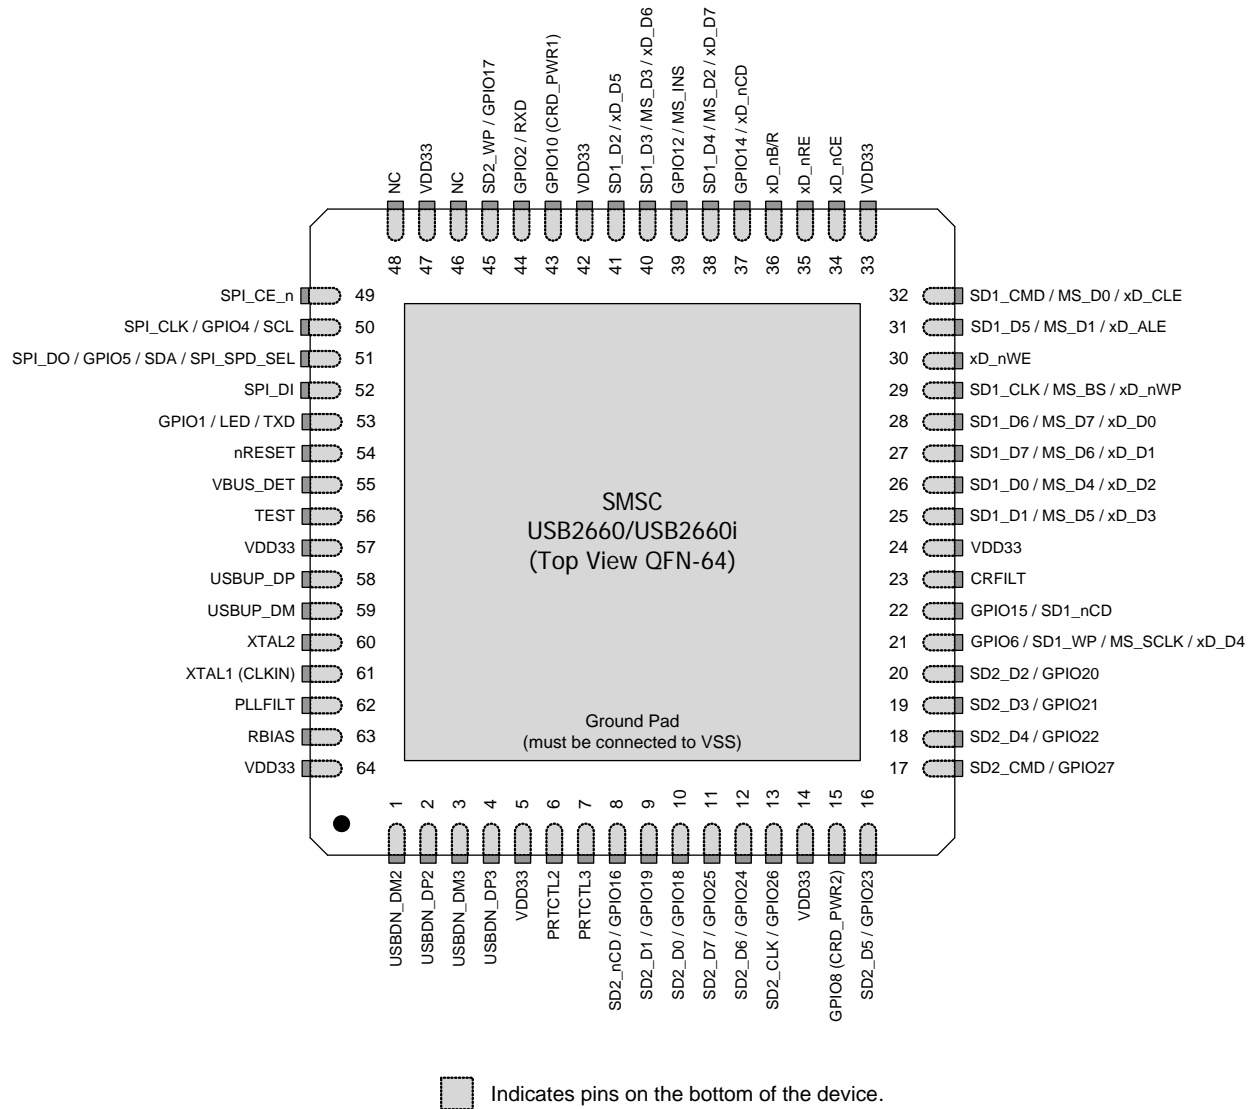 NC
VDD33
NC
SD2_WP / GPIO17
GPIO2 / RXD
GPIO10 (CRD_PWR1)
VDD33
SD1_D2 / xD_D5
SD1_D3 / MS_D3 / xD_D6
GPIO12 / MS_INS
SD1_D4 / MS_D2 / xD_D7
GPIO14 / xD_nCD
xD_nB/R
xD_nRE
xD_nCE
VDD33
48
47
46
45
44
43
42
41
40
39
38
37
36
35
34
33
SPI_CE_n 49
SPI_CLK / GPIO4 / SCL 50
SPI_DO / GPIO5 / SDA / SPI_SPD_SEL 51
SPI_DI 52
GPIO1 / LED / TXD 53
nRESET 54
VBUS_DET 55
TEST 56
VDD33 57
USBUP_DP 58
USBUP_DM 59
XTAL2 60
XTAL1 (CLKIN) 61
PLLFILT 62
RBIAS 63
VDD33 64
SMSC
USB2660/USB2660i
(Top View QFN-64)
Ground Pad
(must be connected to VSS)
32 SD1_CMD / MS_D0 / xD_CLE
31 SD1_D5 / MS_D1 / xD_ALE
30 xD_nWE
29 SD1_CLK / MS_BS / xD_nWP
28 SD1_D6 / MS_D7 / xD_D0
27 SD1_D7 / MS_D6 / xD_D1
26 SD1_D0 / MS_D4 / xD_D2
25 SD1_D1 / MS_D5 / xD_D3
24 VDD33
23 CRFILT
22 GPIO15 / SD1_nCD
21 GPIO6 / SD1_WP / MS_SCLK / xD_D4
20 SD2_D2 / GPIO20
19 SD2_D3 / GPIO21
18 SD2_D4 / GPIO22
17 SD2_CMD / GPIO27
1
2
3
4
5
6
7
8
9
10
11
12
13
14
15
16
USBDN_DM2
USBDN_DP2
USBDN_DM3
USBDN_DP3
VDD33
PRTCTL2
PRTCTL3
SD2_nCD / GPIO16
SD2_D1 / GPIO19
SD2_D0 / GPIO18
SD2_D7 / GPIO25
SD2_D6 / GPIO24
SD2_CLK / GPIO26
VDD33
GPIO8 (CRD_PWR2)
SD2_D5 / GPIO23
Indicates pins on the bottom of the device.